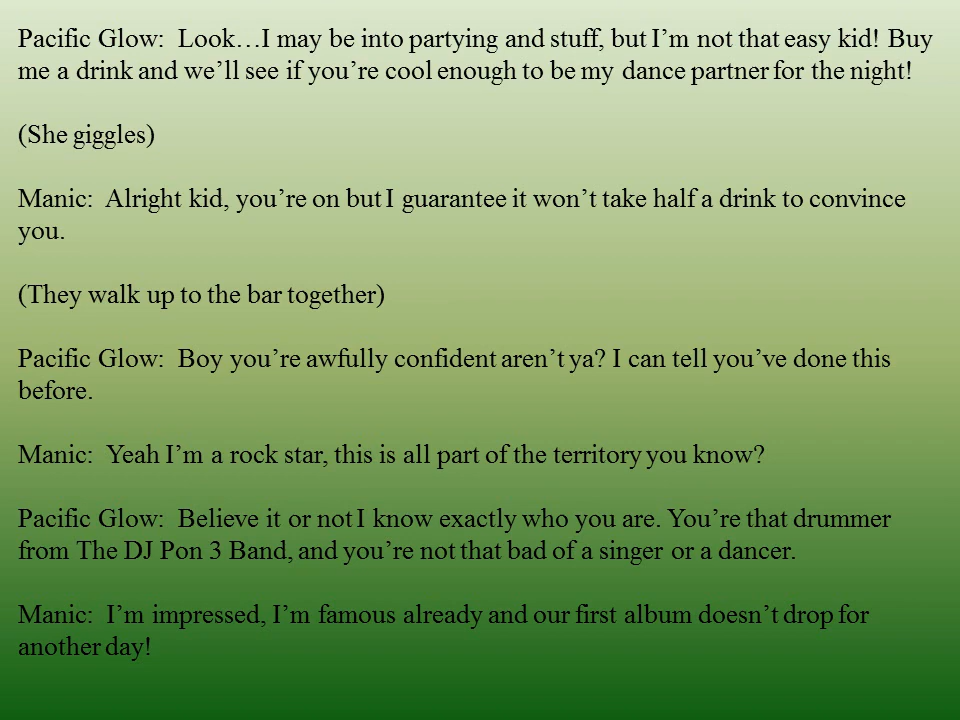 Pacific Glow:  Look…I may be into partying and stuff, but I’m not that easy kid! Buy
me a drink and we’ll see if you’re cool enough to be my dance partner for the night!
(She giggles)
Manic:  Alright kid, you’re on but I guarantee it won’t take half a drink to convince
you.
(They walk up to the bar together)
Pacific Glow:  Boy you’re awfully confident aren’t ya? I can tell you’ve done this
before.
Manic:  Yeah I’m a rock star, this is all part of the territory you know?
Pacific Glow:  Believe it or not I know exactly who you are. You’re that drummer
from The DJ Pon 3 Band, and you’re not that bad of a singer or a dancer.
Manic:  I’m impressed, I’m famous already and our first album doesn’t drop for
another day!